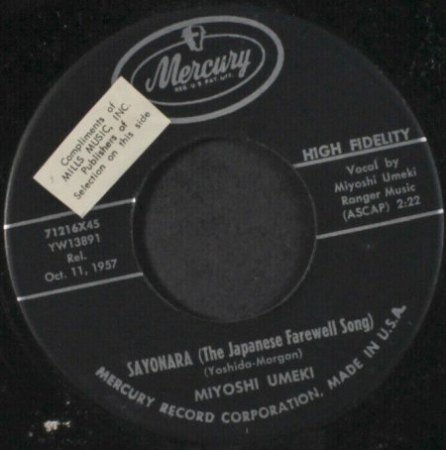 Mercury
REG. U.S. PAT. OFF.
Compliments of
MILLS MUSIC, INC.
Publishers of
Selection on this side
HIGH FIDELITY
Vocal by
Miyoshi Umeki
Ranger Music
(ASCAP) 2:22
71216X45
YW13891
Rel.
Oct. 11, 1957
SAYONARA (The Japanese Farewell Song)
(Yoshida-Morgan)
MIYOSHI UMEKI
MERCURY RECORD CORPORATION, MADE IN U.S.A.